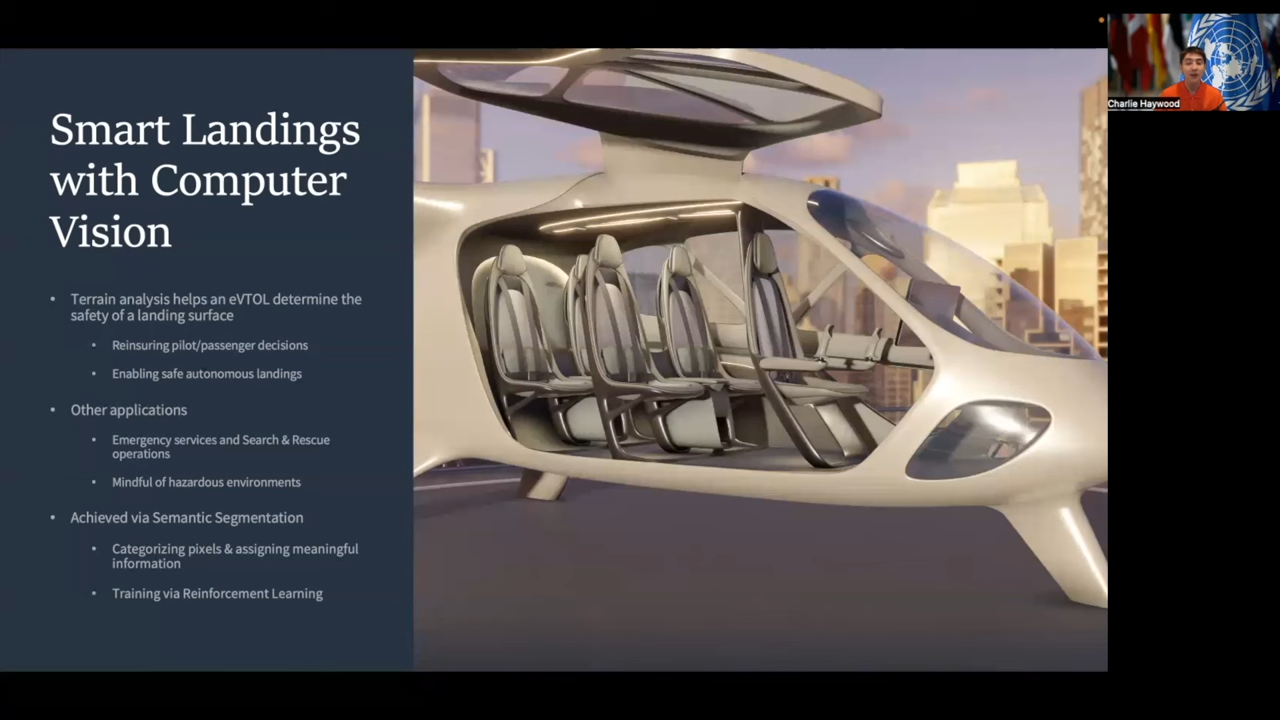 Smart Landings
with Computer
Vision
• Terrain analysis helps an eVTOL determine the
safety of a landing surface
• Reinsuring pilot/passenger decisions
• Enabling safe autonomous landings
• Other applications
• Emergency services and Search & Rescue
operations
• Mindful of hazardous environments
• Achieved via Semantic Segmentation
• Categorizing pixels & assigning meaningful
information
• Training via Reinforcement Learning
Charlie Haywood